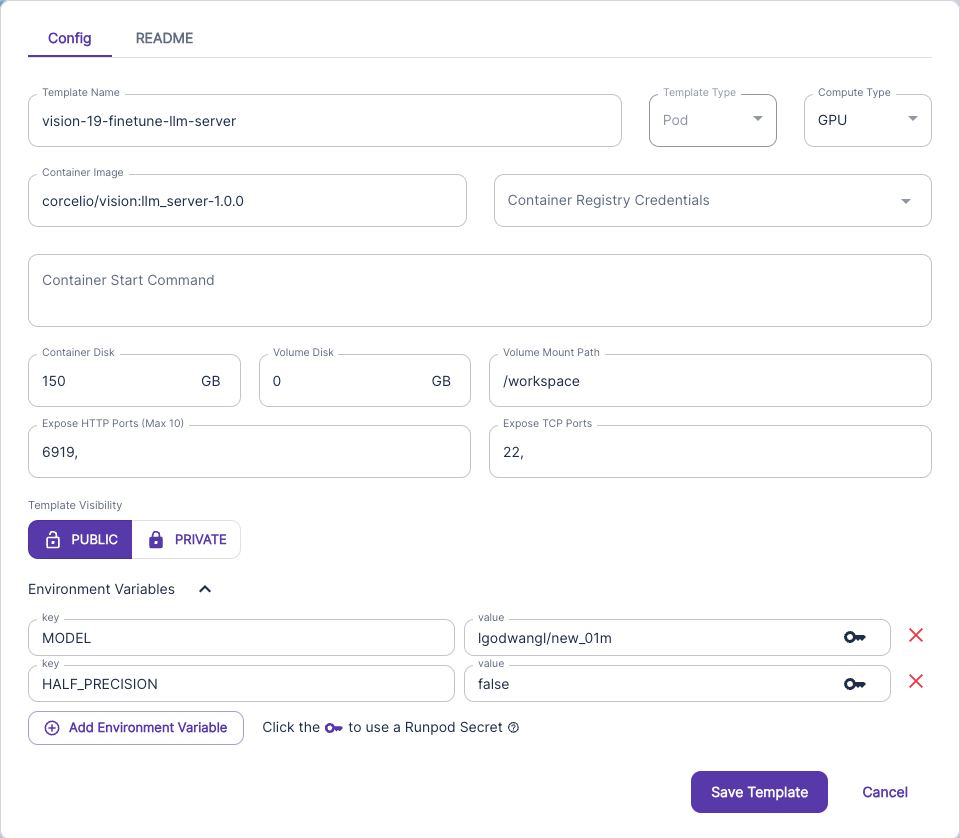 Config README
Template Name Template Type Compute Type
vision-19-finetune-llm-server Pod GPU
Container Image
corcelio/vision:llm_server-1.0.0 Container Registry Credentials
Container Start Command
Container Disk Volume Disk Volume Mount Path
150 GB 0 GB /workspace
Expose HTTP Ports (Max 10) Expose TCP Ports
6919, 22,
Template Visibility
PUBLIC PRIVATE
Environment Variables
key value
MODEL lgodwangl/new_01m
key value
HALF_PRECISION false
Add Environment Variable Click the to use a Runpod Secret
Save Template Cancel